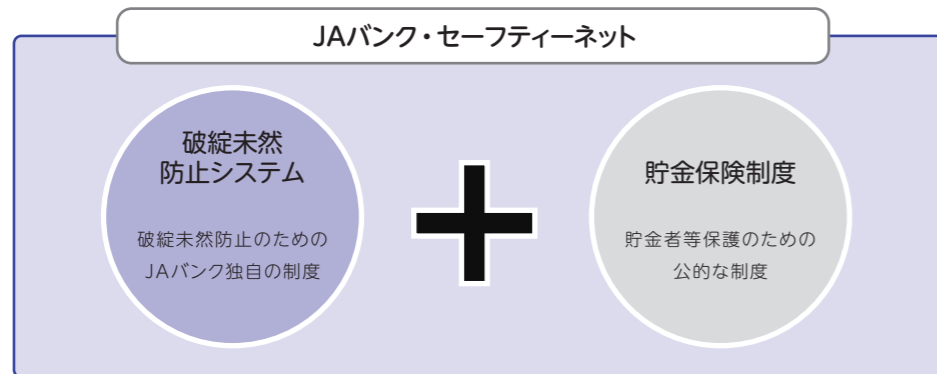 JAバンク・セーフティーネット
破綻未然
防止システム
破綻未然防止のための
JAバンク独自の制度
貯金保険制度
貯金者等保護のための
公的な制度